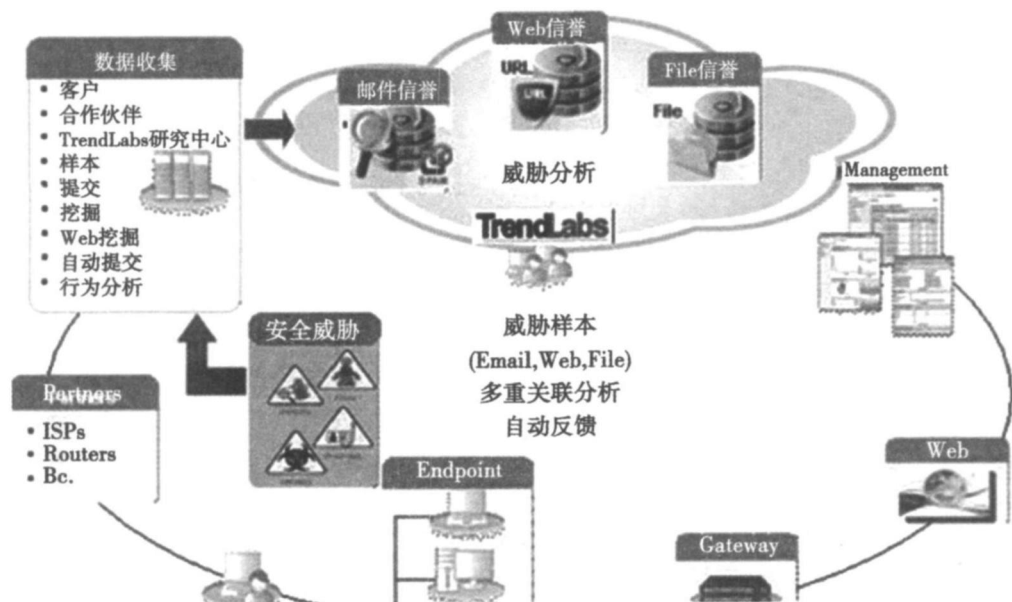 数据收集
客户
合作伙伴
TrendLabs研究中心
样本
提交
挖掘
Web挖掘
自动提交
行为分析
邮件信誉
Web信誉
URL
URL
File信誉
File
威胁分析
TrendLabs
Management
安全威胁
威胁样本
(Email,Web,File)
多重关联分析
自动反馈
Partners
ISPs
Routers
Bc.
Endpoint
Web
Gateway